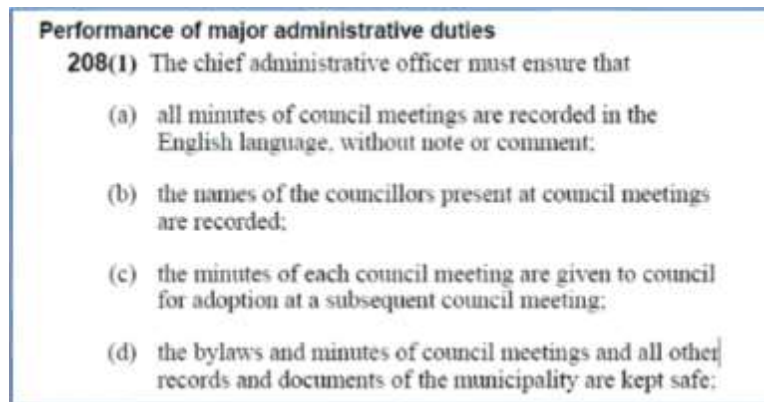 Performance of major administrative duties
208(1) The chief administrative officer must ensure that
(a) all minutes of council meetings are recorded in the
English language, without note or comment;
(b) the names of the councillors present at council meetings
are recorded;
(c) the minutes of each council meeting are given to council
for adoption at a subsequent council meeting;
(d) the bylaws and minutes of council meetings and all other
records and documents of the municipality are kept safe;